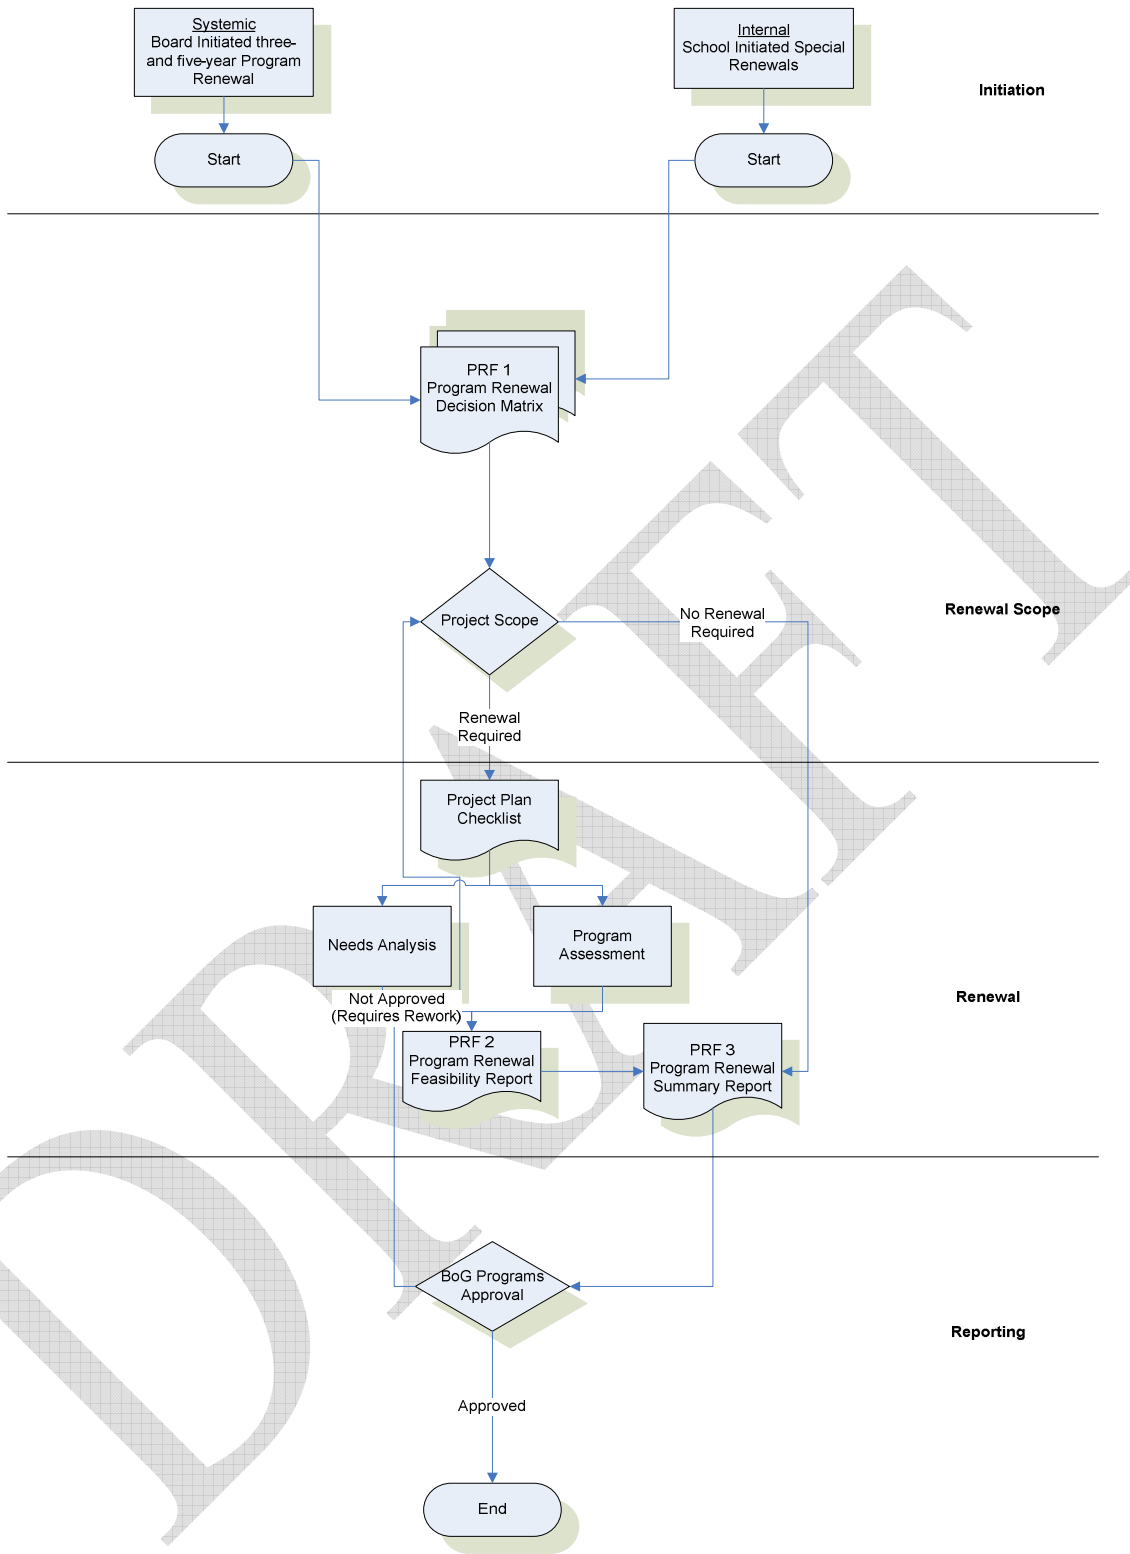 Systemic
Board Initiated three-
and five-year Program
Renewal
Internal
School Initiated Special
Renewals
Initiation
Start
Start
PRF 1
Program Renewal
Decision Matrix
Project Scope
No Renewal
Required
Renewal Scope
Renewal
Required
Project Plan
Checklist
Needs Analysis
Program
Assessment
Not Approved
(Requires Rework)
Renewal
PRF 2
Program Renewal
Feasibility Report
PRF 3
Program Renewal
Summary Report
BoG Programs
Approval
Reporting
Approved
End
DRAFT